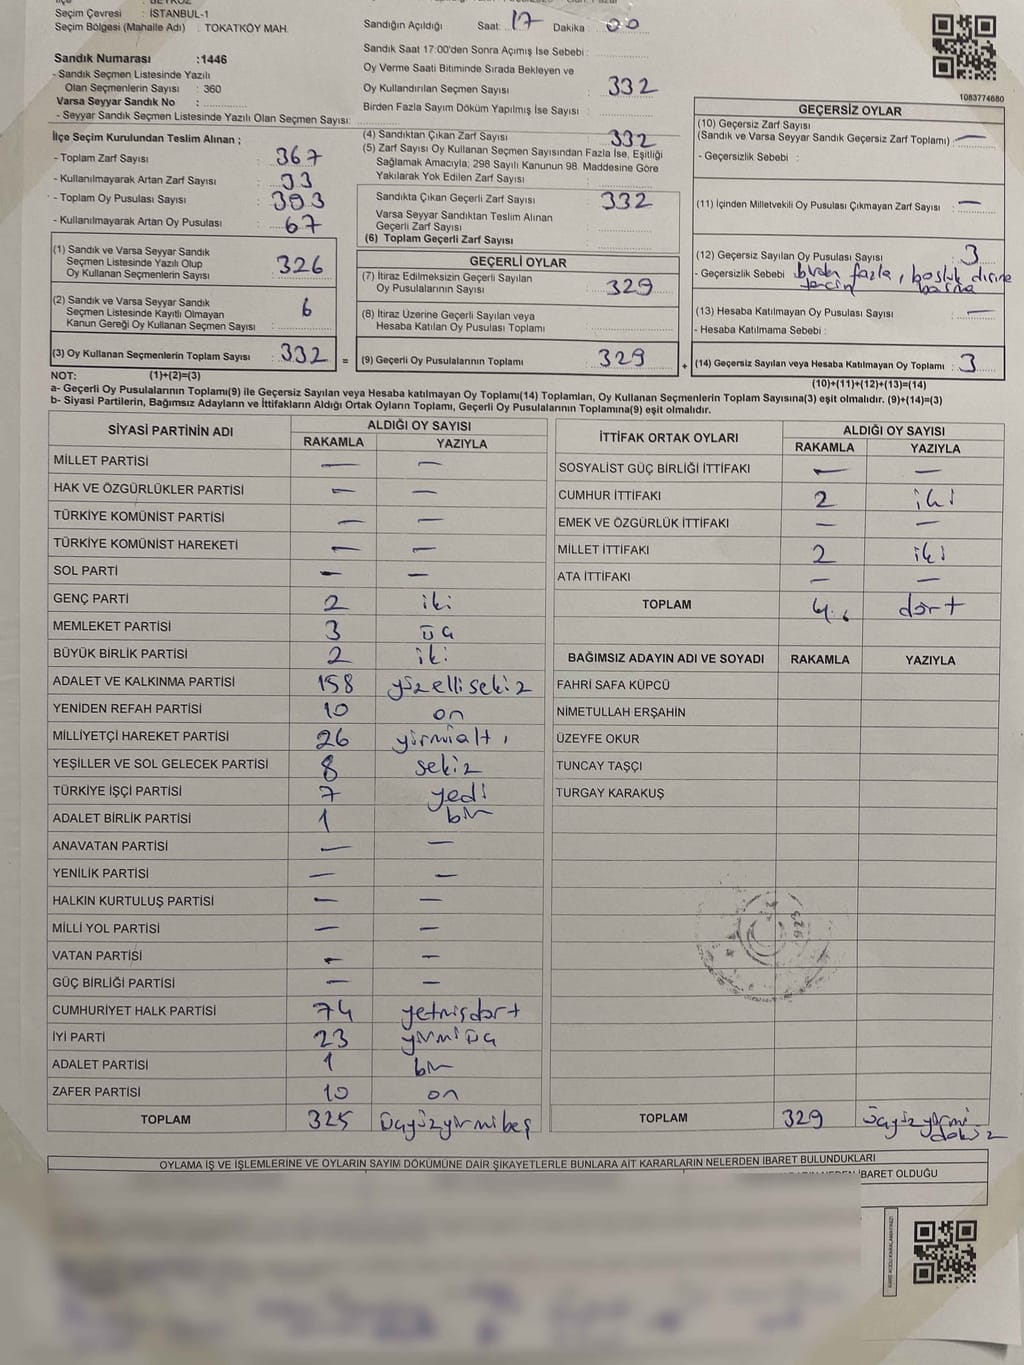 Seçim Çevresi : İSTANBUL-1
Seçim Bölgesi (Mahalle Adı) : TOKATKÖY MAH.
Sandık Numarası :1446
- Sandık Seçmen Listesinde Yazılı
Olan Seçmenlerin Sayısı : 360
Varsa Seyyar Sandık No :
- Seyyar Sandık Seçmen Listesinde Yazılı Olan Seçmen Sayısı:
Sandığın Açıldığı Saat: 17 Dakika : 00
Sandık Saat 17:00'den Sonra Açımış İse Sebebi :
Oy Verme Saati Bitiminde Sırada Bekleyen ve
Oy Kullandırılan Seçmen Sayısı : 332
Birden Fazla Sayım Döküm Yapılmış İse Sayısı :
1083774680
İlçe Seçim Kurulundan Teslim Alınan ;
- Toplam Zarf Sayısı : 367
- Kullanılmayarak Artan Zarf Sayısı : 33
- Toplam Oy Pusulası Sayısı : 393
- Kullanılmayarak Artan Oy Pusulası : 67
(1) Sandık ve Varsa Seyyar Sandık
Seçmen Listesinde Yazılı Olup
Oy Kullanan Seçmenlerin Sayısı : 326
(2) Sandık ve Varsa Seyyar Sandık
Seçmen Listesinde Kayıtlı Olmayan
Kanun Gereği Oy Kullanan Seçmen Sayısı : 6
(3) Oy Kullanan Seçmenlerin Toplam Sayısı : 332 =
(4) Sandıktan Çıkan Zarf Sayısı : 332
(5) Zarf Sayısı Oy Kullanan Seçmen Sayısından Fazla İse, Eşitliği
Sağlamak Amacıyla, 298 Sayılı Kanunun 98. Maddesine Göre
Yakılarak Yok Edilen Zarf Sayısı :
Sandıkta Çıkan Geçerli Zarf Sayısı : 332
Varsa Seyyar Sandıktan Teslim Alınan
Geçerli Zarf Sayısı :
(6) Toplam Geçerli Zarf Sayısı :
GEÇERLİ OYLAR
(7) İtiraz Edilmeksizin Geçerli Sayılan
Oy Pusulalarının Sayısı : 329
(8) İtiraz Üzerine Geçerli Sayılan veya
Hesaba Katılan Oy Pusulası Toplamı :
(9) Geçerli Oy Pusulalarının Toplamı : 329 +
GEÇERSİZ OYLAR
(10) Geçersiz Zarf Sayısı
(Sandık ve Varsa Seyyar Sandık Geçersiz Zarf Toplamı) : —
- Geçersizlik Sebebi :
(11) İçinden Milletvekili Oy Pusulası Çıkmayan Zarf Sayısı : —
(12) Geçersiz Sayılan Oy Pusulası Sayısı : 3
- Geçersizlik Sebebi : birden fazla, boşluk dışına
tercih basma
(13) Hesaba Katılmayan Oy Pusulası Sayısı : —
- Hesaba Katılmama Sebebi :
(14) Geçersiz Sayılan veya Hesaba Katılmayan Oy Toplamı : 3
NOT: (1)+(2)=(3) (10)+(11)+(12)+(13)=(14)
a- Geçerli Oy Pusulalarının Toplamı(9) ile Geçersiz Sayılan veya Hesaba katılmayan Oy Toplamı(14) Toplamları, Oy Kullanan Seçmenlerin Toplam Sayısına(3) eşit olmalıdır. (9)+(14)=(3)
b- Siyasi Partilerin, Bağımsız Adayların ve İttifakların Aldığı Ortak Oyların Toplamı, Geçerli Oy Pusulalarının Toplamına(9) eşit olmalıdır.
SİYASİ PARTİNİN ADI ALDIĞI OY SAYISI
RAKAMLA YAZIYLA
MİLLET PARTİSİ — —
HAK VE ÖZGÜRLÜKLER PARTİSİ — —
TÜRKİYE KOMÜNİST PARTİSİ — —
TÜRKİYE KOMÜNİST HAREKETİ — —
SOL PARTİ — —
GENÇ PARTİ 2 iki
MEMLEKET PARTİSİ 3 üç
BÜYÜK BİRLİK PARTİSİ 2 iki
ADALET VE KALKINMA PARTİSİ 158 yüzellisekiz
YENİDEN REFAH PARTİSİ 10 on
MİLLİYETÇİ HAREKET PARTİSİ 26 yirmialtı
YEŞİLLER VE SOL GELECEK PARTİSİ 8 sekiz
TÜRKİYE İŞÇİ PARTİSİ 7 yedi
ADALET BİRLİK PARTİSİ 1 bir
ANAVATAN PARTİSİ — —
YENİLİK PARTİSİ — —
HALKIN KURTULUŞ PARTİSİ — —
MİLLİ YOL PARTİSİ — —
VATAN PARTİSİ — —
GÜÇ BİRLİĞİ PARTİSİ — —
CUMHURİYET HALK PARTİSİ 74 yetmişdört
İYİ PARTİ 23 yirmiüç
ADALET PARTİSİ 1 bir
ZAFER PARTİSİ 10 on
TOPLAM 325 üçyüzyirmibeş
İTTİFAK ORTAK OYLARI ALDIĞI OY SAYISI
RAKAMLA YAZIYLA
SOSYALİST GÜÇ BİRLİĞİ İTTİFAKI — —
CUMHUR İTTİFAKI 2 iki
EMEK VE ÖZGÜRLÜK İTTİFAKI — —
MİLLET İTTİFAKI 2 iki
ATA İTTİFAKI — —
TOPLAM 4 dört
BAĞIMSIZ ADAYIN ADI VE SOYADI RAKAMLA YAZIYLA
FAHRİ SAFA KÜPCÜ
NİMETULLAH ERŞAHİN
ÜZEYFE OKUR
TUNCAY TAŞÇI
TURGAY KARAKUŞ
1923
TOPLAM 329 üçyüzyirmi
dokuz
OYLAMA İŞ VE İŞLEMLERİNE VE OYLARIN SAYIM DÖKÜMÜNE DAİR ŞİKAYETLERLE BUNLARA AİT KARARLARIN NELERDEN İBARET BULUNDUKLARI
İBARET OLDUĞU